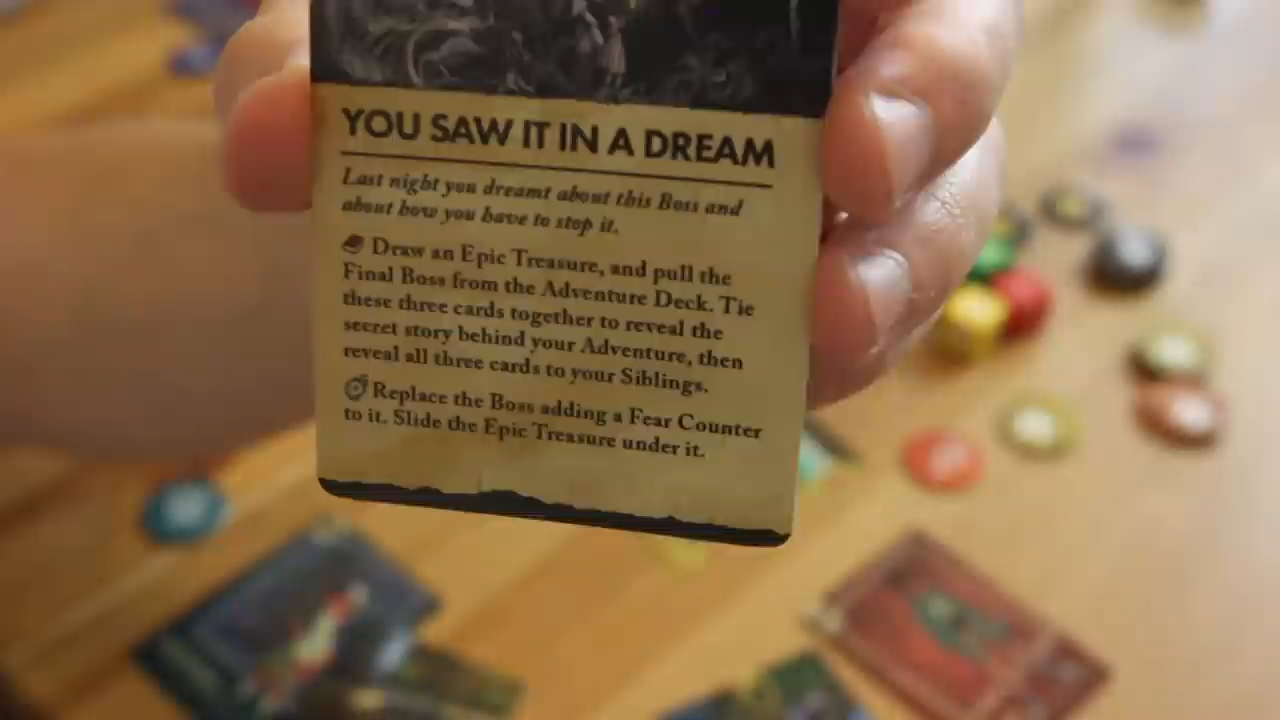 YOU SAW IT IN A DREAM
Last night you dreamt about this Boss and
about how you have to stop it.
Draw an Epic Treasure, and pull the
Final Boss from the Adventure Deck. Tie
these three cards together to reveal the
secret story behind your Adventure, then
reveal all three cards to your Siblings.
Replace the Boss adding a Fear Counter
to it. Slide the Epic Treasure under it.